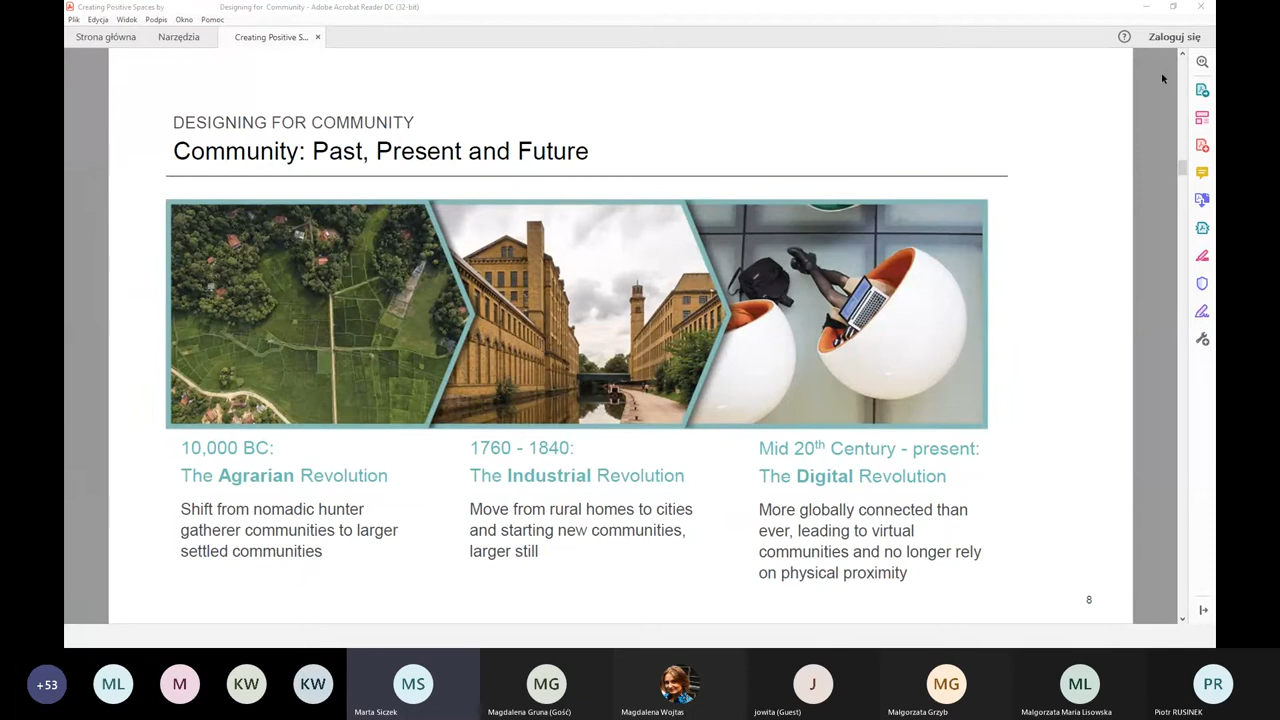 Creating Positive Spaces by Designing for Community - Adobe Acrobat Reader DC (32-bit)
Plik Edycja Widok Podpis Okno Pomoc
Strona główna Narzędzia Creating Positive S... × Zaloguj się
DESIGNING FOR COMMUNITY
Community: Past, Present and Future
10,000 BC:
The Agrarian Revolution
Shift from nomadic hunter
gatherer communities to larger
settled communities
1760 - 1840:
The Industrial Revolution
Move from rural homes to cities
and starting new communities,
larger still
Mid 20th Century - present:
The Digital Revolution
More globally connected than
ever, leading to virtual
communities and no longer rely
on physical proximity
8
+53 ML M KW KW MS MG J MG ML PR
Marta Siczek Magdalena Gruna (Gość) Magdalena Wojtas jowita (Guest) Malgorzata Grzyb Małgorzata Maria Lisowska Piotr RUSINEK